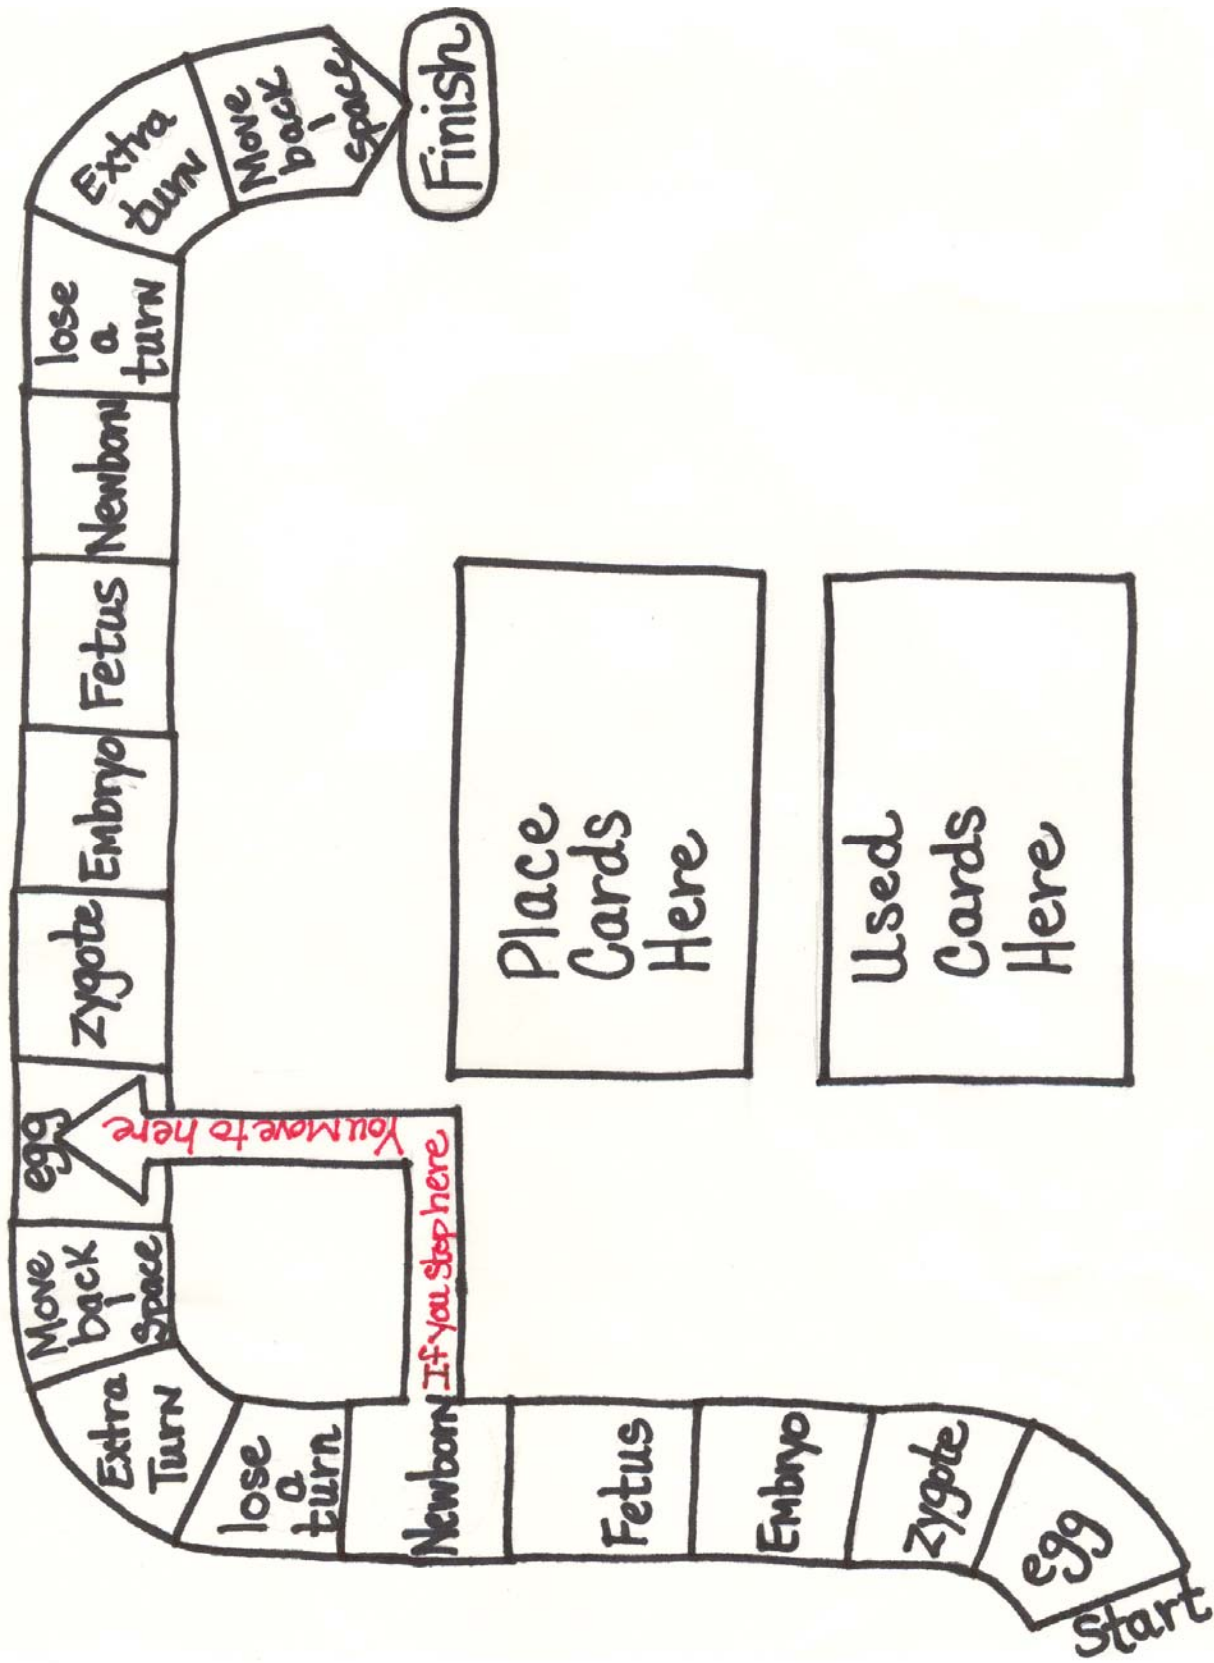 Start
egg
Zygote
Embryo
Fetus
Newborn
If you stop here
You Move to here
lose
a
turn
Extra
Turn
Move
back
1
Space
egg
Zygote
Embryo
Fetus
Newborn
lose
a
turn
Extra
turn
Move
back
1
space
Finish
Place
Cards
Here
Used
Cards
Here